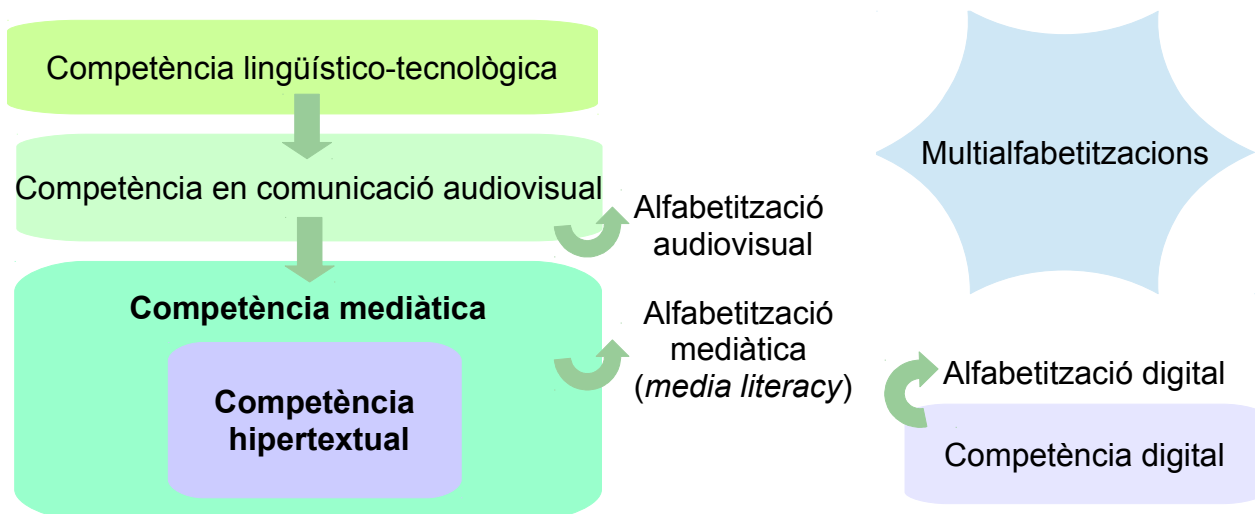 Competència lingüístico-tecnològica
Competència en comunicació audiovisual
Alfabetització
audiovisual
Competència mediàtica
Alfabetització
mediàtica
(media literacy)
Competència
hipertextual
Multialfabetitzacions
Alfabetització digital
Competència digital